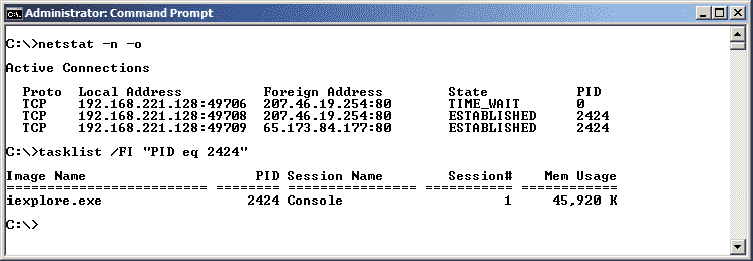 Administrator: Command Prompt
C:\>netstat -n -o
Active Connections
Proto Local Address Foreign Address State PID
TCP 192.168.221.128:49706 207.46.19.254:80 TIME_WAIT 0
TCP 192.168.221.128:49708 207.46.19.254:80 ESTABLISHED 2424
TCP 192.168.221.128:49709 65.173.84.177:80 ESTABLISHED 2424
C:\>tasklist /FI "PID eq 2424"
Image Name PID Session Name Session# Mem Usage
========================= ======== ================ =========== ============
iexplore.exe 2424 Console 1 45,920 K
C:\>